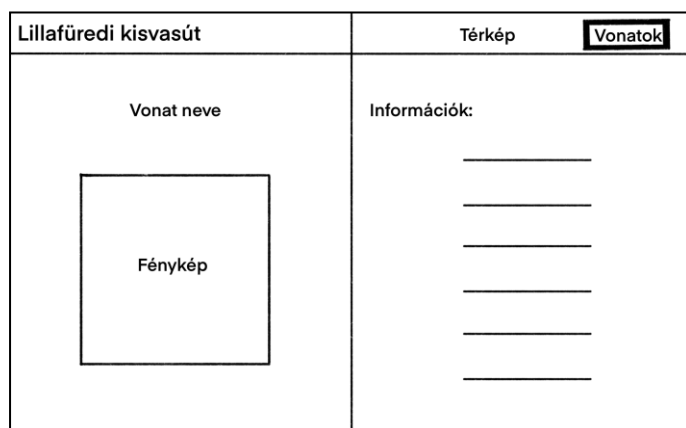 Lillafüredi kisvasút
Térkép
Vonatok
Vonat neve
Fénykép
Információk: